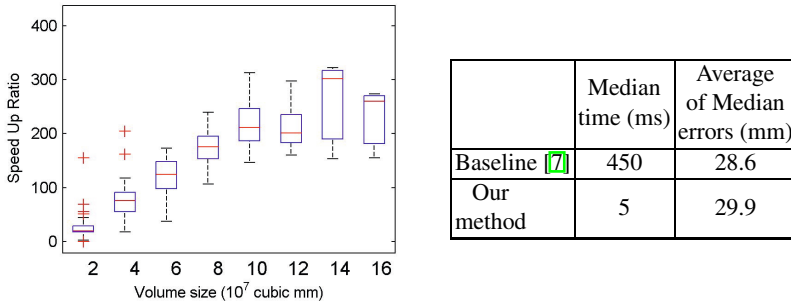 400
300
200
100
0
Speed Up Ratio
2 4 6 8 10 12 14 16
Volume size (10⁷ cubic mm)
Median time (ms)
Average of Median errors (mm)
Baseline [7] 450 28.6
Our method 5 29.9